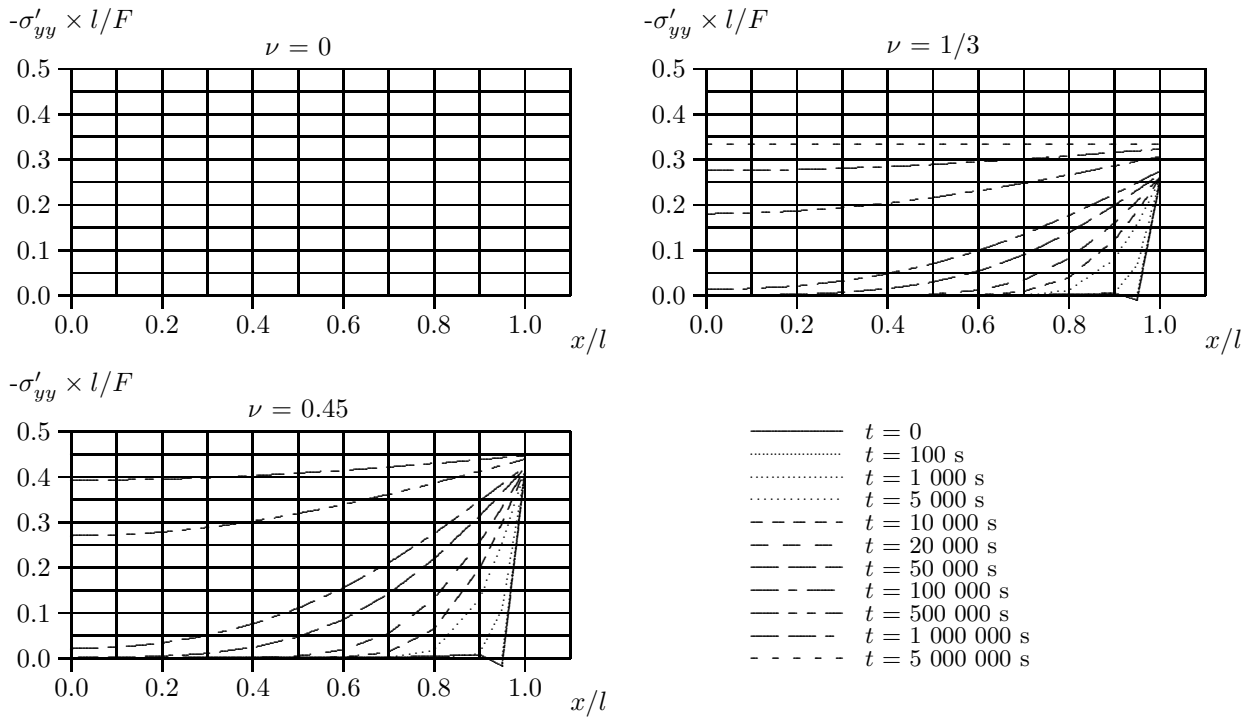 -σ′yy × l/F
ν = 0
0.5
0.4
0.3
0.2
0.1
0.0
0.0 0.2 0.4 0.6 0.8 1.0
x/l
-σ′yy × l/F
ν = 1/3
0.5
0.4
0.3
0.2
0.1
0.0
0.0 0.2 0.4 0.6 0.8 1.0
x/l
-σ′yy × l/F
ν = 0.45
0.5
0.4
0.3
0.2
0.1
0.0
0.0 0.2 0.4 0.6 0.8 1.0
x/l
t = 0
t = 100 s
t = 1 000 s
t = 5 000 s
t = 10 000 s
t = 20 000 s
t = 50 000 s
t = 100 000 s
t = 500 000 s
t = 1 000 000 s
t = 5 000 000 s